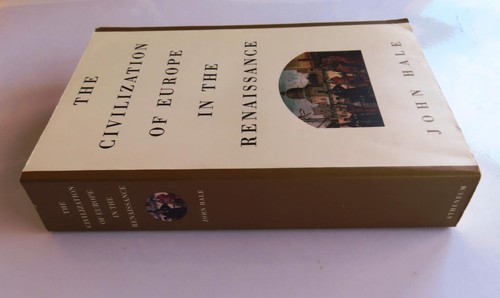 THE
CIVILIZATION
OF EUROPE
IN THE
RENAISSANCE
JOHN HALE
THE
CIVILIZATION
OF EUROPE
IN THE
RENAISSANCE
JOHN HALE
ATHENEUM